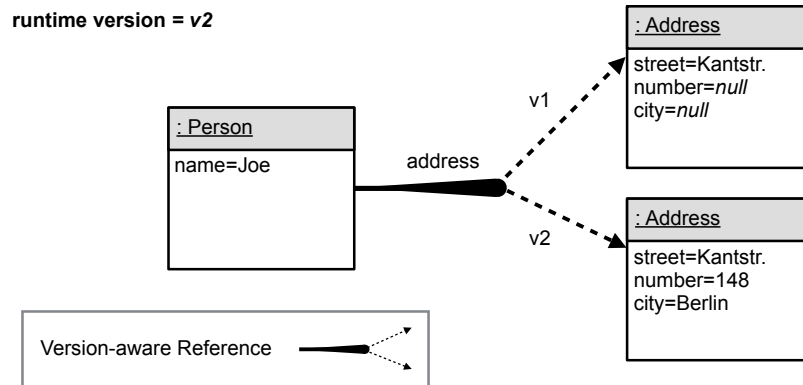 runtime version = v2
: Person
name=Joe
address
v1
v2
: Address
street=Kantstr.
number=null
city=null
: Address
street=Kantstr.
number=148
city=Berlin
Version-aware Reference